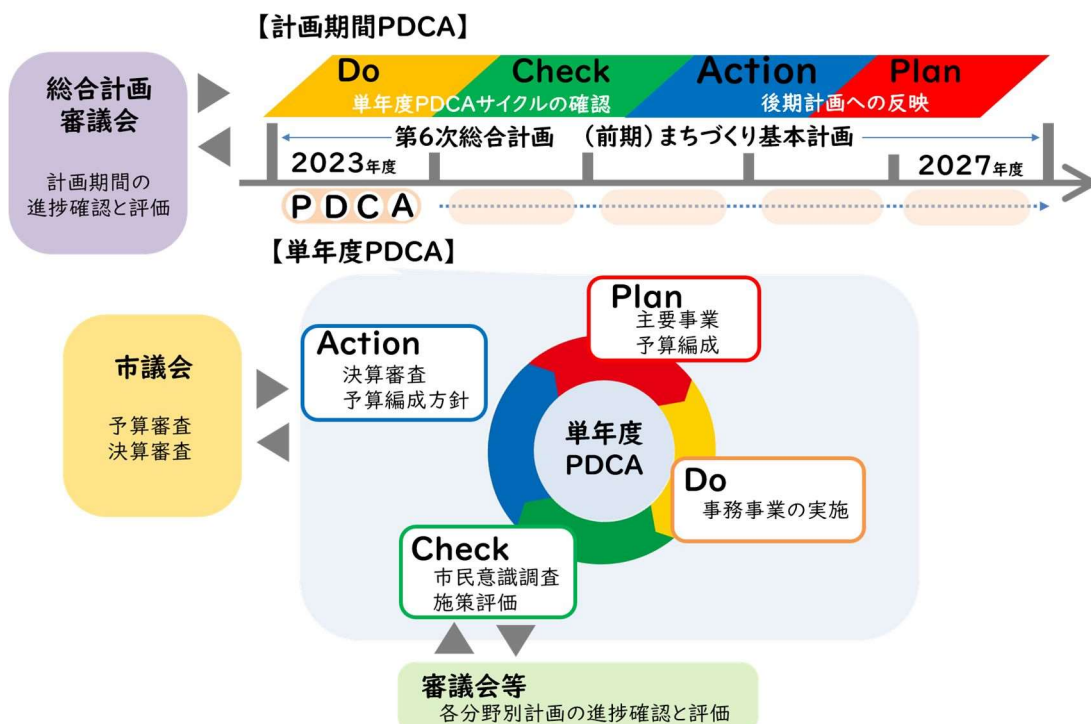 【計画期間PDCA】
総合計画
審議会
計画期間の
進捗確認と評価
Do
Check
Action
Plan
単年度PDCAサイクルの確認
後期計画への反映
第6次総合計画 (前期)まちづくり基本計画
2023年度
2027年度
P D C A
【単年度PDCA】
市議会
予算審査
決算審査
Plan
主要事業
予算編成
Action
決算審査
予算編成方針
単年度
PDCA
Do
事務事業の実施
Check
市民意識調査
施策評価
審議会等
各分野別計画の進捗確認と評価